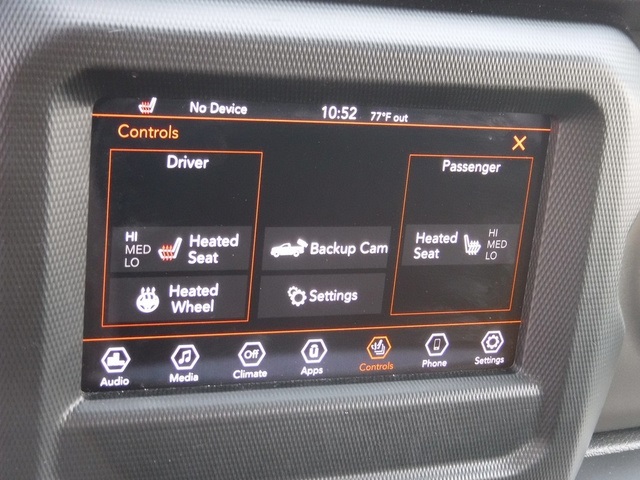 No Device 10:52 77°F out
Controls
Driver
Passenger
HI
MED
LO
Heated
Seat
Backup Cam
Heated
Seat
HI
MED
LO
Heated
Wheel
Settings
Audio
Media
Off
Climate
Apps
Controls
Phone
Settings